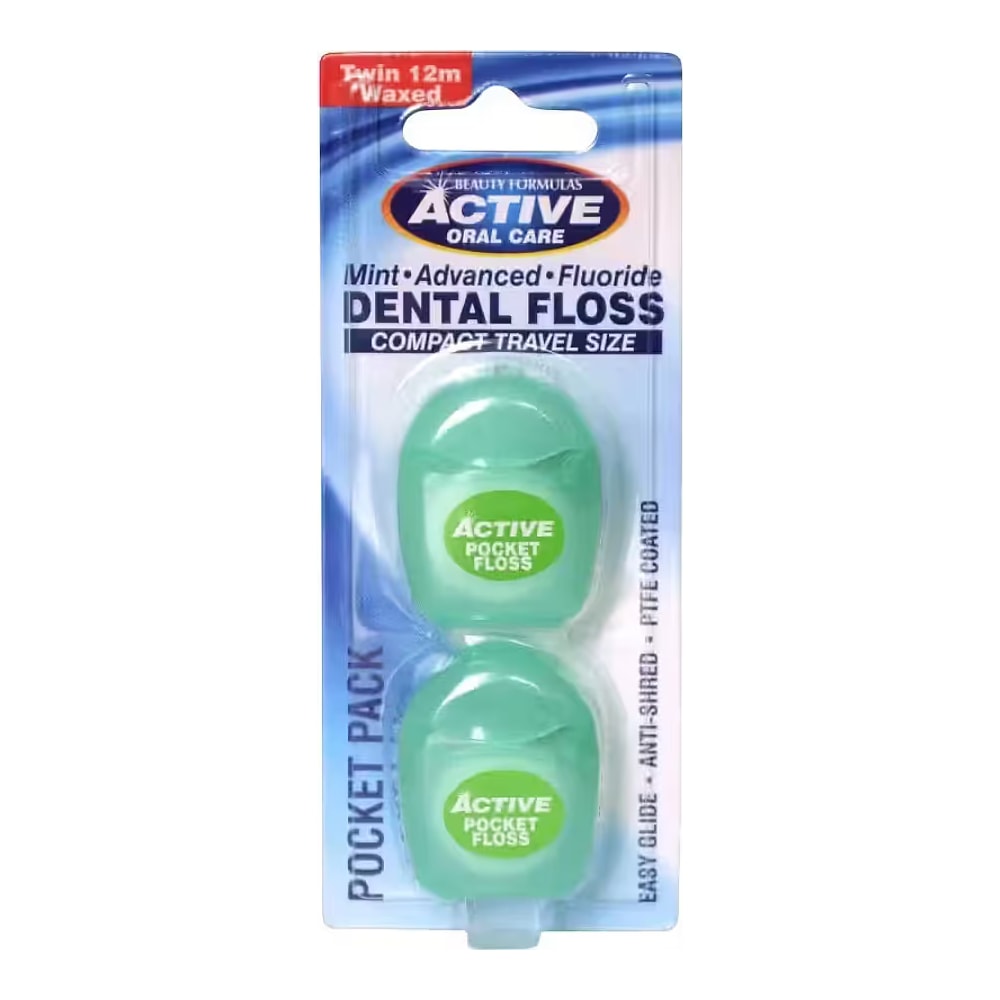 Twin 12m
Waxed
BEAUTY FORMULAS
ACTIVE
ORAL CARE
Mint • Advanced • Fluoride
DENTAL FLOSS
COMPACT TRAVEL SIZE
ACTIVE
POCKET
FLOSS
ACTIVE
POCKET
FLOSS
POCKET PACK
EASY GLIDE • ANTI-SHRED • PTFE COATED